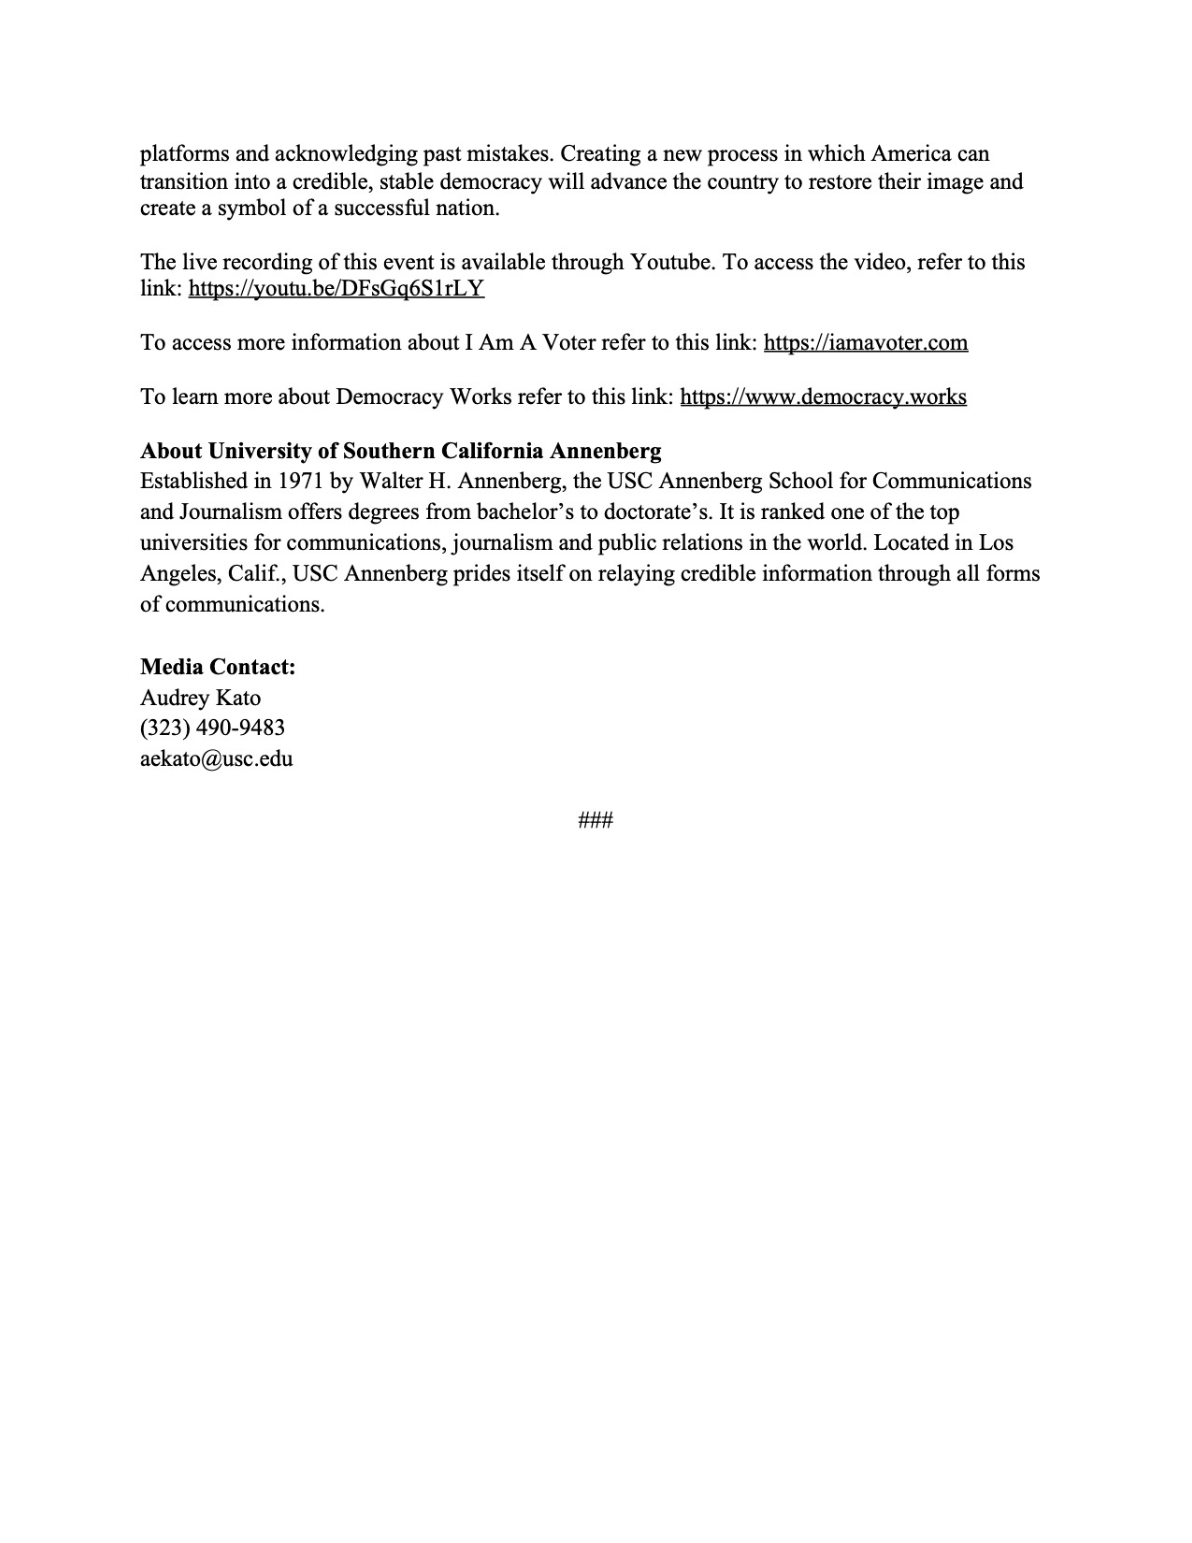 platforms and acknowledging past mistakes. Creating a new process in which America can
transition into a credible, stable democracy will advance the country to restore their image and
create a symbol of a successful nation.
The live recording of this event is available through Youtube. To access the video, refer to this
link: https://youtu.be/DFsGq6S1rLY
To access more information about I Am A Voter refer to this link: https://iamavoter.com
To learn more about Democracy Works refer to this link: https://www.democracy.works
About University of Southern California Annenberg
Established in 1971 by Walter H. Annenberg, the USC Annenberg School for Communications
and Journalism offers degrees from bachelor’s to doctorate’s. It is ranked one of the top
universities for communications, journalism and public relations in the world. Located in Los
Angeles, Calif., USC Annenberg prides itself on relaying credible information through all forms
of communications.
Media Contact:
Audrey Kato
(323) 490-9483
aekato@usc.edu
###